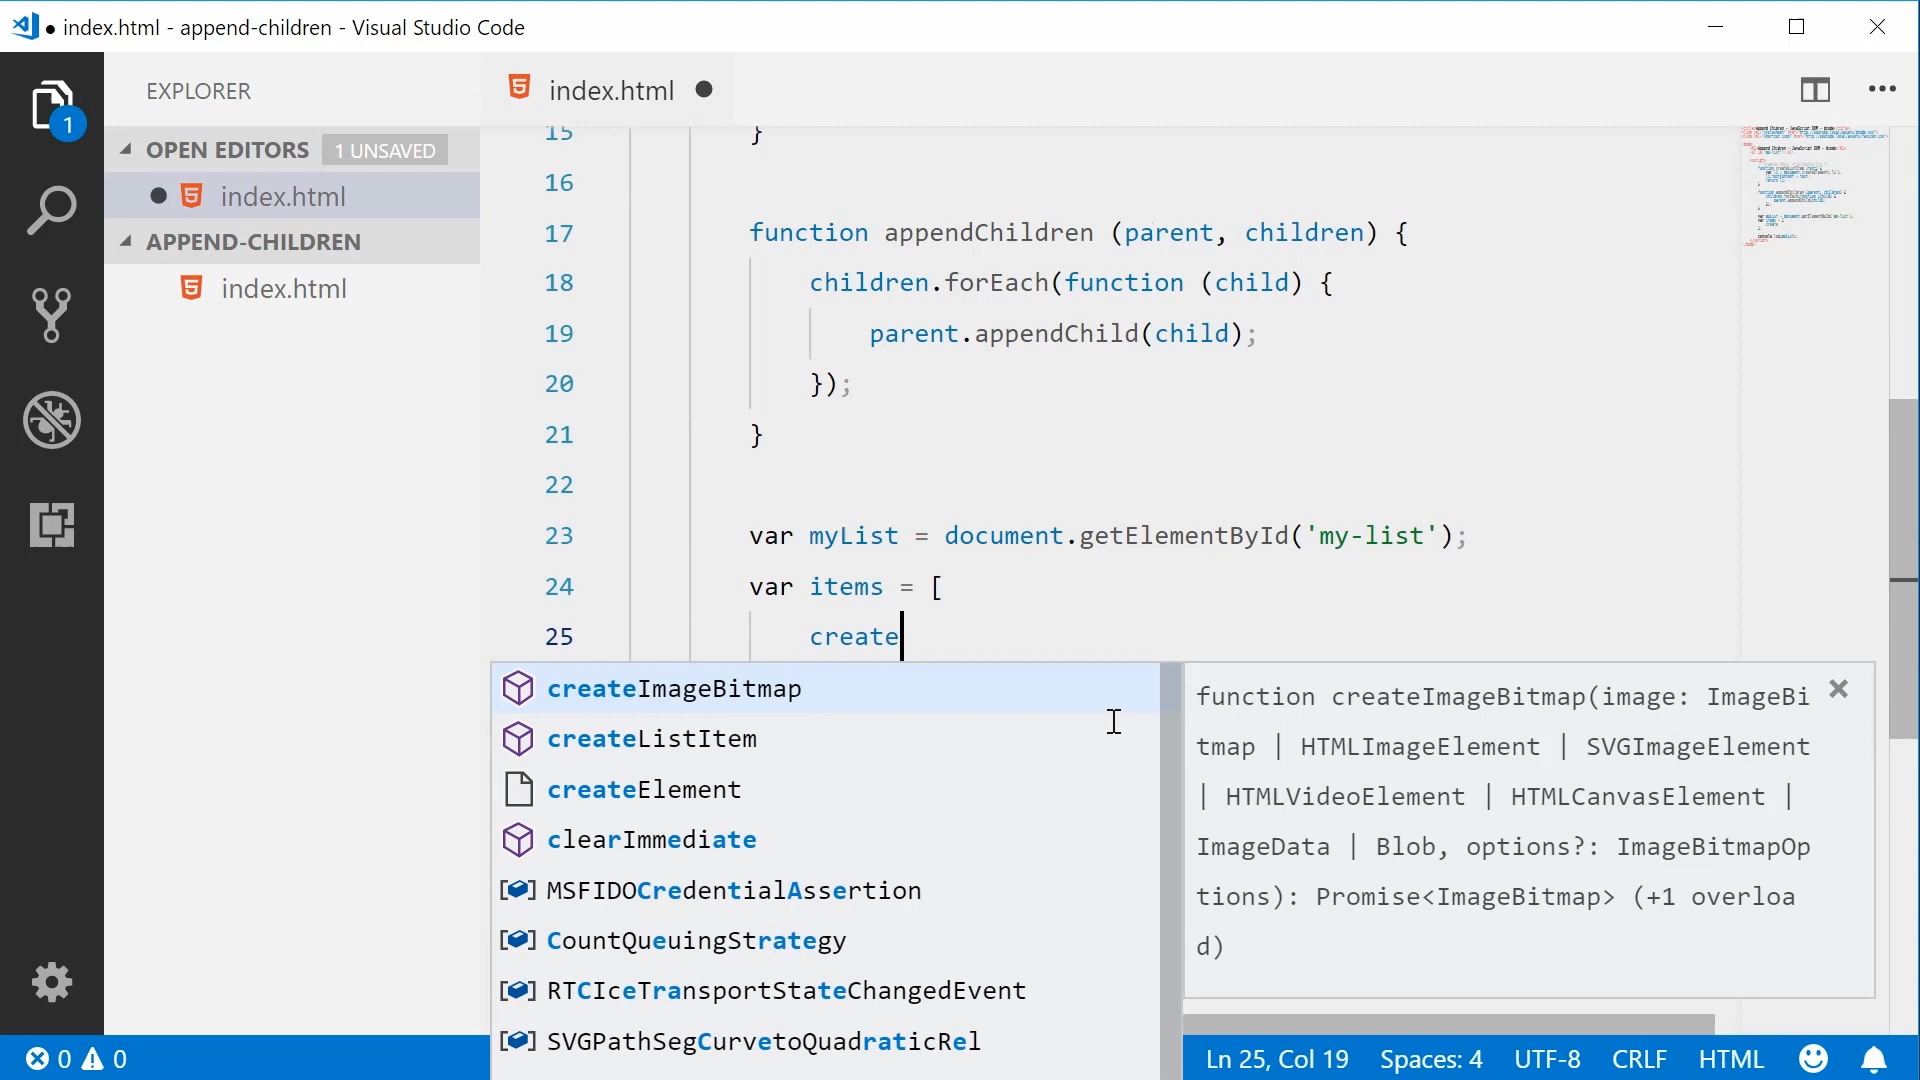 ● index.html - append-children - Visual Studio Code
EXPLORER
index.html ●
1
OPEN EDITORS 1 UNSAVED
● index.html
APPEND-CHILDREN
index.html
15 }
16
17 function appendChildren (parent, children) {
18 children.forEach(function (child) {
19 parent.appendChild(child);
20 });
21 }
22
23 var myList = document.getElementById('my-list');
24 var items = [
25 create
createImageBitmap
createListItem
createElement
clearImmediate
MSFIDOCredentialAssertion
CountQueuingStrategy
RTCIceTransportStateChangedEvent
SVGPathSegCurvetoQuadraticRel
function createImageBitmap(image: ImageBi
tmap | HTMLImageElement | SVGImageElement
| HTMLVideoElement | HTMLCanvasElement |
ImageData | Blob, options?: ImageBitmapOp
tions): Promise<ImageBitmap> (+1 overloa
d)
0 0
Ln 25, Col 19 Spaces: 4 UTF-8 CRLF HTML